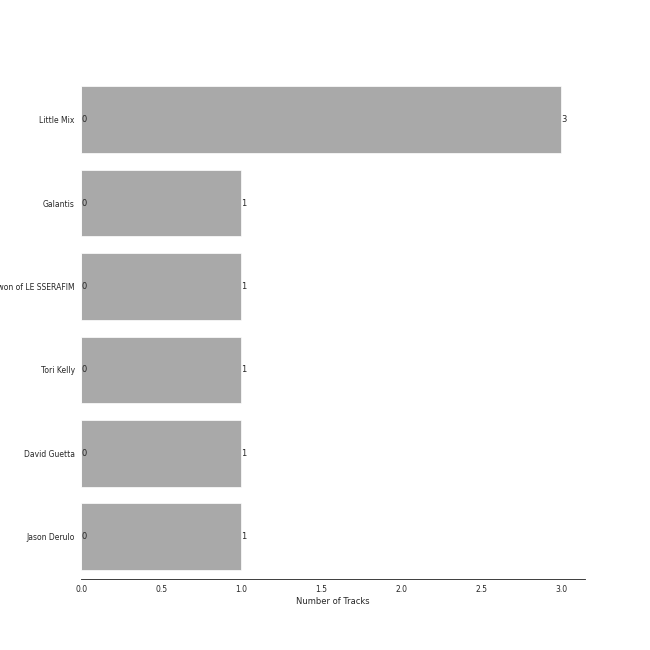 Little Mix 0 3
Galantis 0 1
of LE SSERAFIM 0 1
Tori Kelly 0 1
David Guetta 0 1
Jason Derulo 0 1
0.0 0.5 1.0 1.5 2.0 2.5 3.0
Number of Tracks